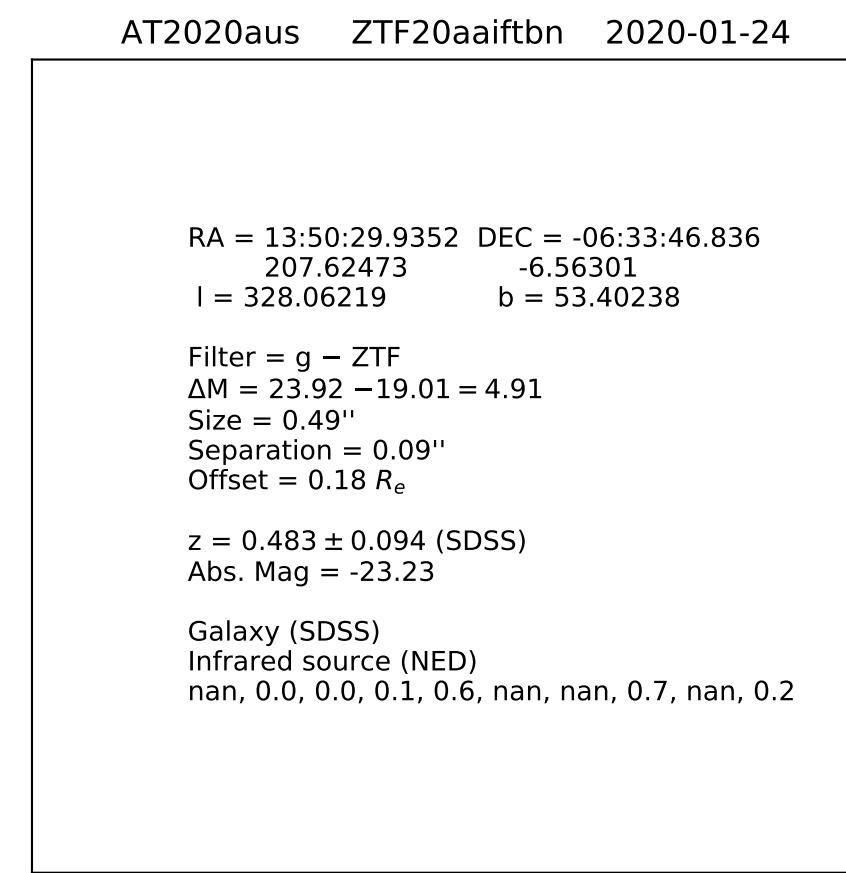 AT2020aus ZTF20aaiftbn 2020-01-24
RA = 13:50:29.9352 DEC = -06:33:46.836
207.62473 -6.56301
l = 328.06219 b = 53.40238
Filter = g − ZTF
ΔM = 23.92 −19.01 = 4.91
Size = 0.49''
Separation = 0.09''
Offset = 0.18 Rₑ
z = 0.483 ± 0.094 (SDSS)
Abs. Mag = -23.23
Galaxy (SDSS)
Infrared source (NED)
nan, 0.0, 0.0, 0.1, 0.6, nan, nan, 0.7, nan, 0.2